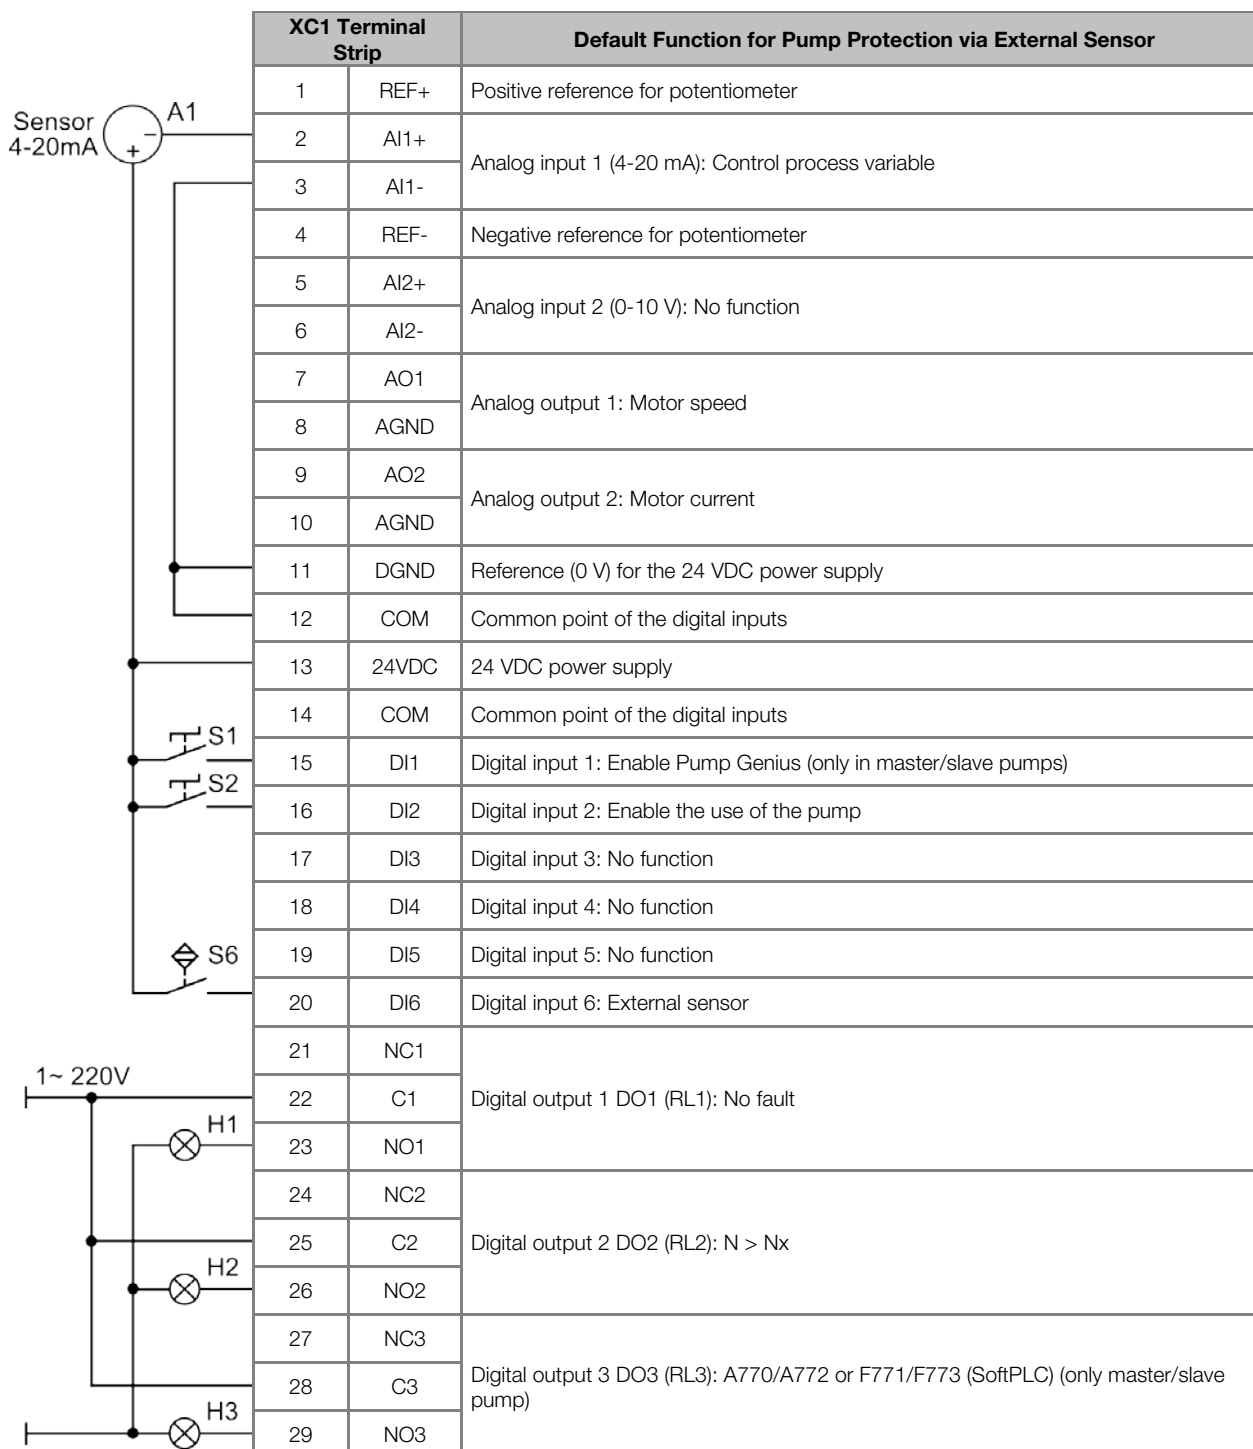 XC1 Terminal
Strip
Default Function for Pump Protection via External Sensor
1 REF+ Positive reference for potentiometer
Sensor
4-20mA
A1
−
+
2 AI1+
Analog input 1 (4-20 mA): Control process variable
3 AI1-
4 REF- Negative reference for potentiometer
5 AI2+
Analog input 2 (0-10 V): No function
6 AI2-
7 AO1
Analog output 1: Motor speed
8 AGND
9 AO2
Analog output 2: Motor current
10 AGND
11 DGND Reference (0 V) for the 24 VDC power supply
12 COM Common point of the digital inputs
13 24VDC 24 VDC power supply
14 COM Common point of the digital inputs
S1
15 DI1 Digital input 1: Enable Pump Genius (only in master/slave pumps)
S2
16 DI2 Digital input 2: Enable the use of the pump
17 DI3 Digital input 3: No function
18 DI4 Digital input 4: No function
S6
19 DI5 Digital input 5: No function
20 DI6 Digital input 6: External sensor
21 NC1
1~ 220V
22 C1 Digital output 1 DO1 (RL1): No fault
H1
23 NO1
24 NC2
25 C2 Digital output 2 DO2 (RL2): N > Nx
H2
26 NO2
27 NC3
28 C3 Digital output 3 DO3 (RL3): A770/A772 or F771/F773 (SoftPLC) (only master/slave
pump)
H3
29 NO3